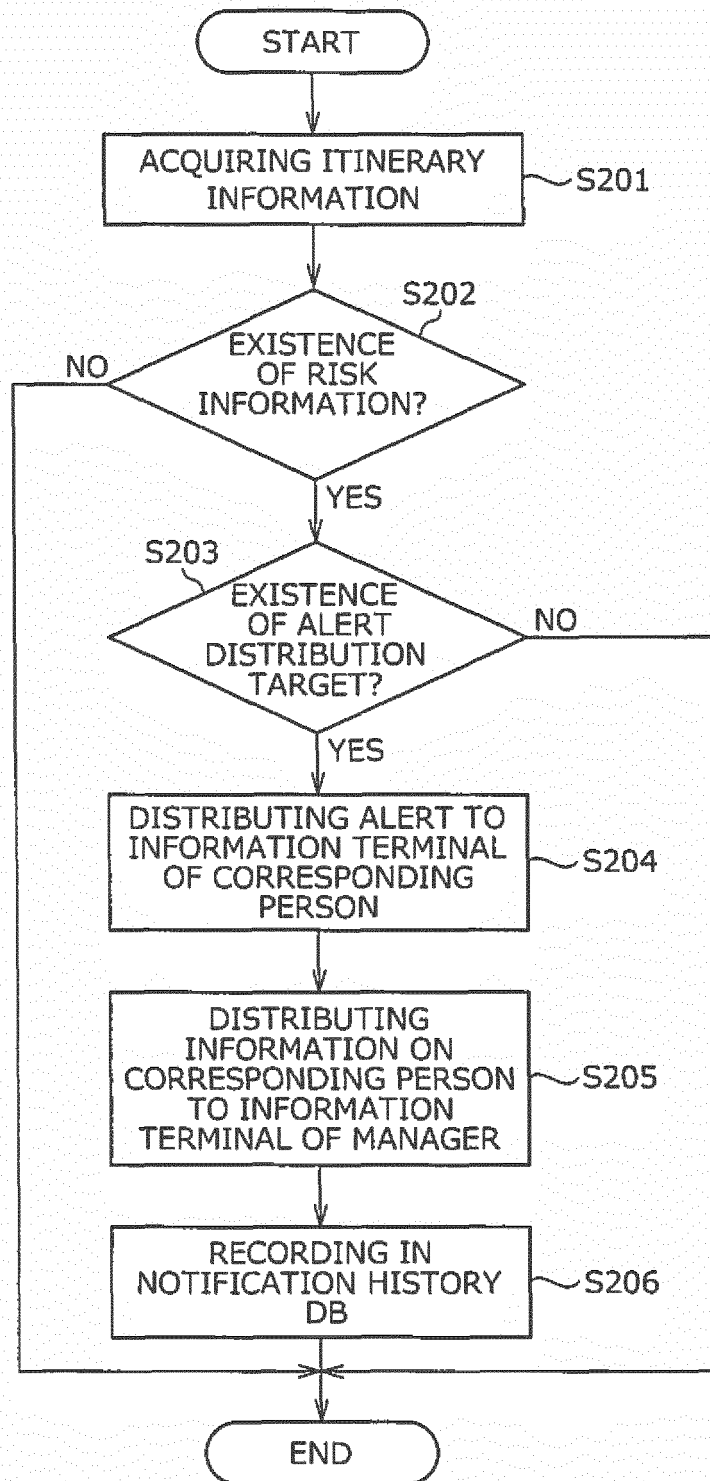 START
ACQUIRING ITINERARY
INFORMATION
S201
S202
EXISTENCE
OF RISK
INFORMATION?
NO
YES
S203
EXISTENCE
OF ALERT
DISTRIBUTION
TARGET?
NO
YES
DISTRIBUTING ALERT TO
INFORMATION TERMINAL
OF CORRESPONDING
PERSON
S204
DISTRIBUTING
INFORMATION ON
CORRESPONDING PERSON
TO INFORMATION
TERMINAL OF MANAGER
S205
RECORDING IN
NOTIFICATION HISTORY
DB
S206
END